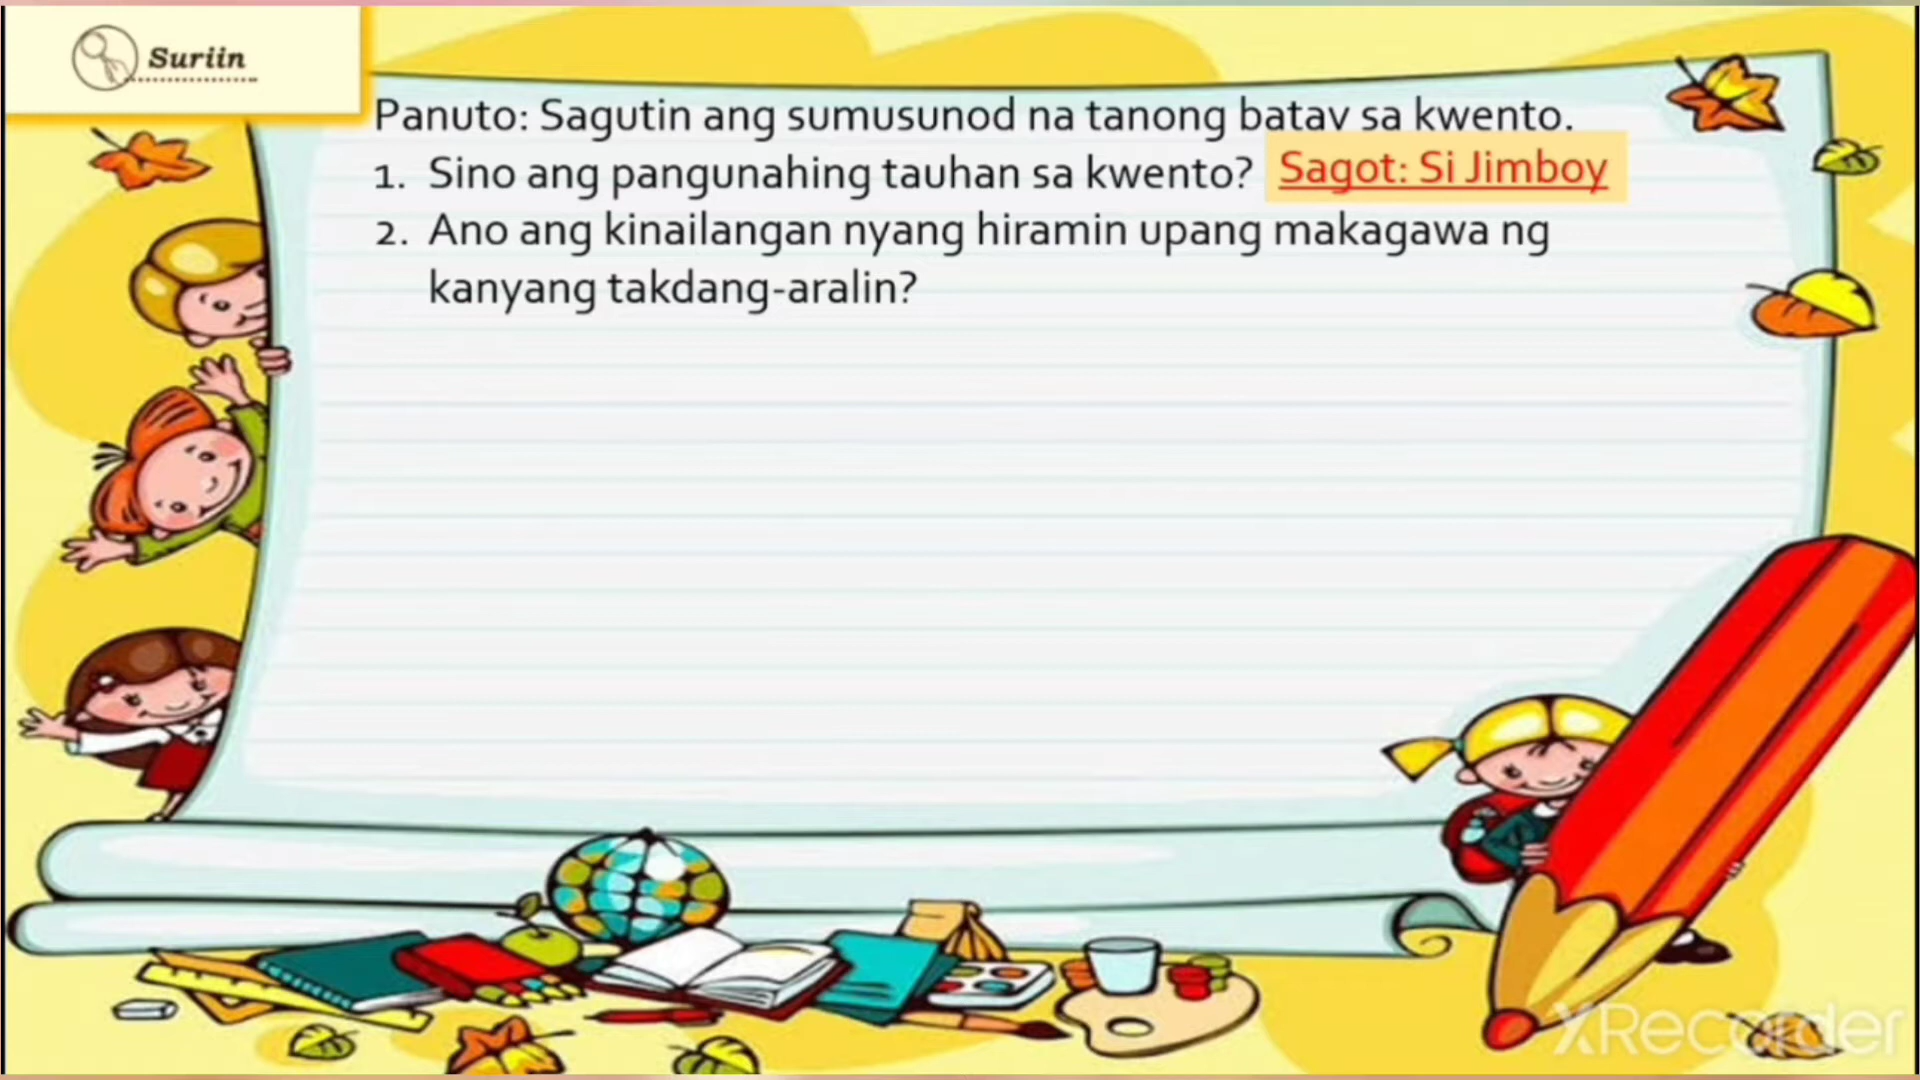 Suriin
Panuto: Sagutin ang sumusunod na tanong batay sa kwento.
1. Sino ang pangunahing tauhan sa kwento? Sagot: Si Jimboy
2. Ano ang kinailangan nyang hiramin upang makagawa ng
kanyang takdang-aralin?
XRecorder